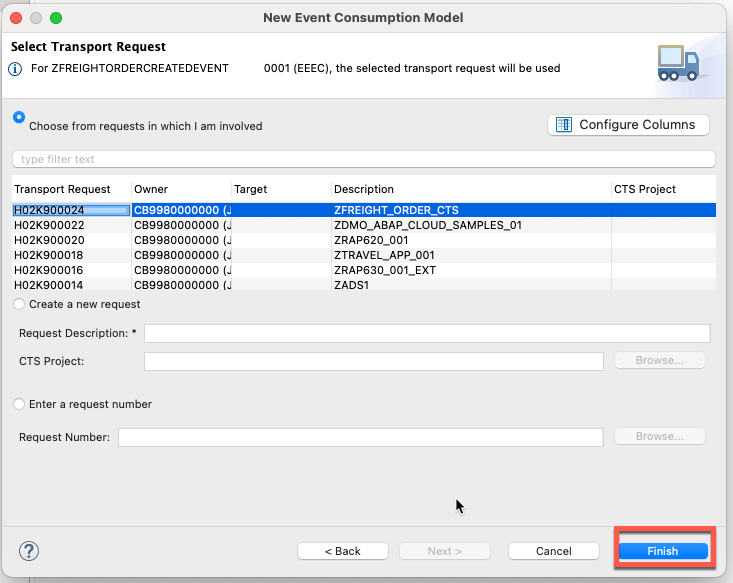 New Event Consumption Model
Select Transport Request
For ZFREIGHTORDERCREATEDEVENT 0001 (EEEC), the selected transport request will be used
Choose from requests in which I am involved
Configure Columns
type filter text
Transport Request Owner Target Description CTS Project
H02K900024 CB9980000000 (J ZFREIGHT_ORDER_CTS
H02K900022 CB9980000000 (J ZDMO_ABAP_CLOUD_SAMPLES_01
H02K900020 CB9980000000 (J ZRAP620_001
H02K900018 CB9980000000 (J ZTRAVEL_APP_001
H02K900016 CB9980000000 (J ZRAP630_001_EXT
H02K900014 CB9980000000 (J ZADS1
Create a new request
Request Description: *
CTS Project: Browse...
Enter a request number
Request Number: Browse...
? < Back Next > Cancel Finish